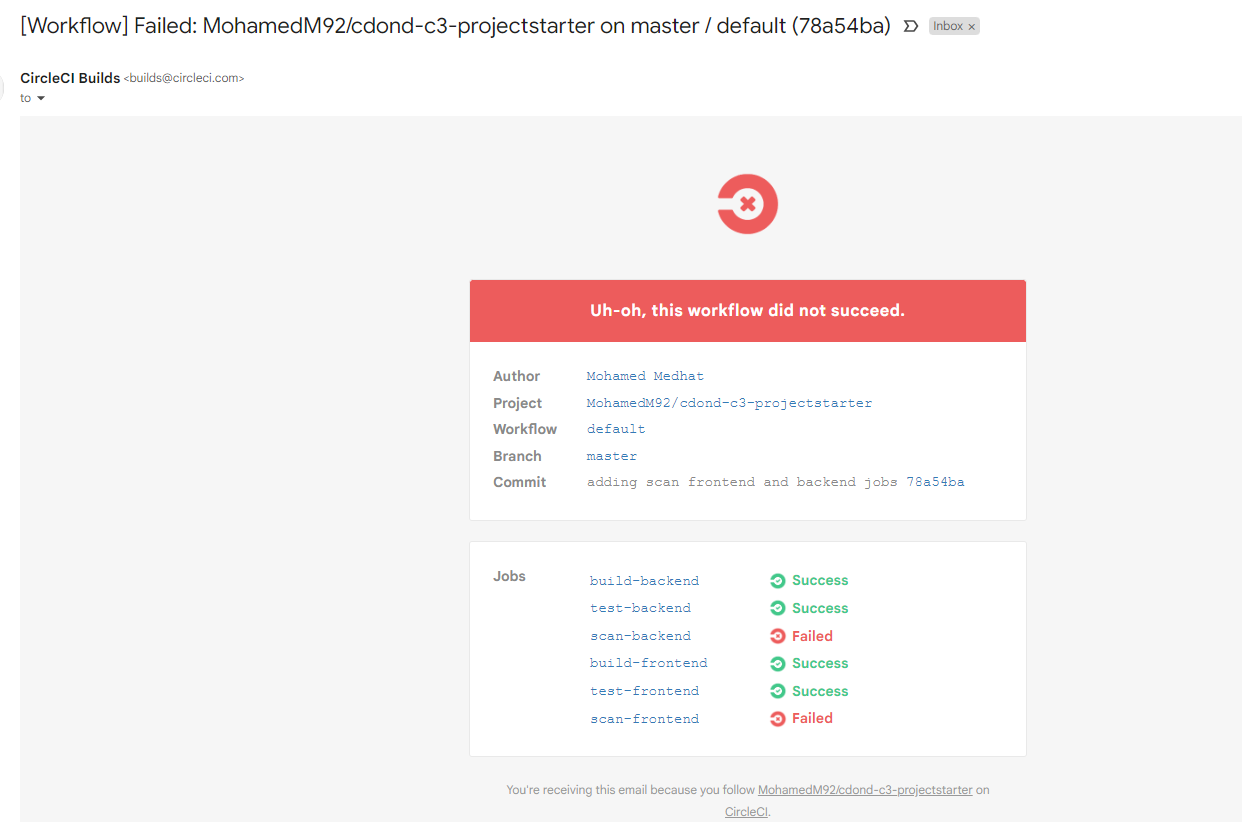 [Workflow] Failed: MohamedM92/cdond-c3-projectstarter on master / default (78a54ba) Inbox ×
CircleCI Builds <builds@circleci.com>
to
Uh-oh, this workflow did not succeed.
Author Mohamed Medhat
Project MohamedM92/cdond-c3-projectstarter
Workflow default
Branch master
Commit adding scan frontend and backend jobs 78a54ba
Jobs build-backend Success
test-backend Success
scan-backend Failed
build-frontend Success
test-frontend Success
scan-frontend Failed
You're receiving this email because you follow MohamedM92/cdond-c3-projectstarter on
CircleCI.